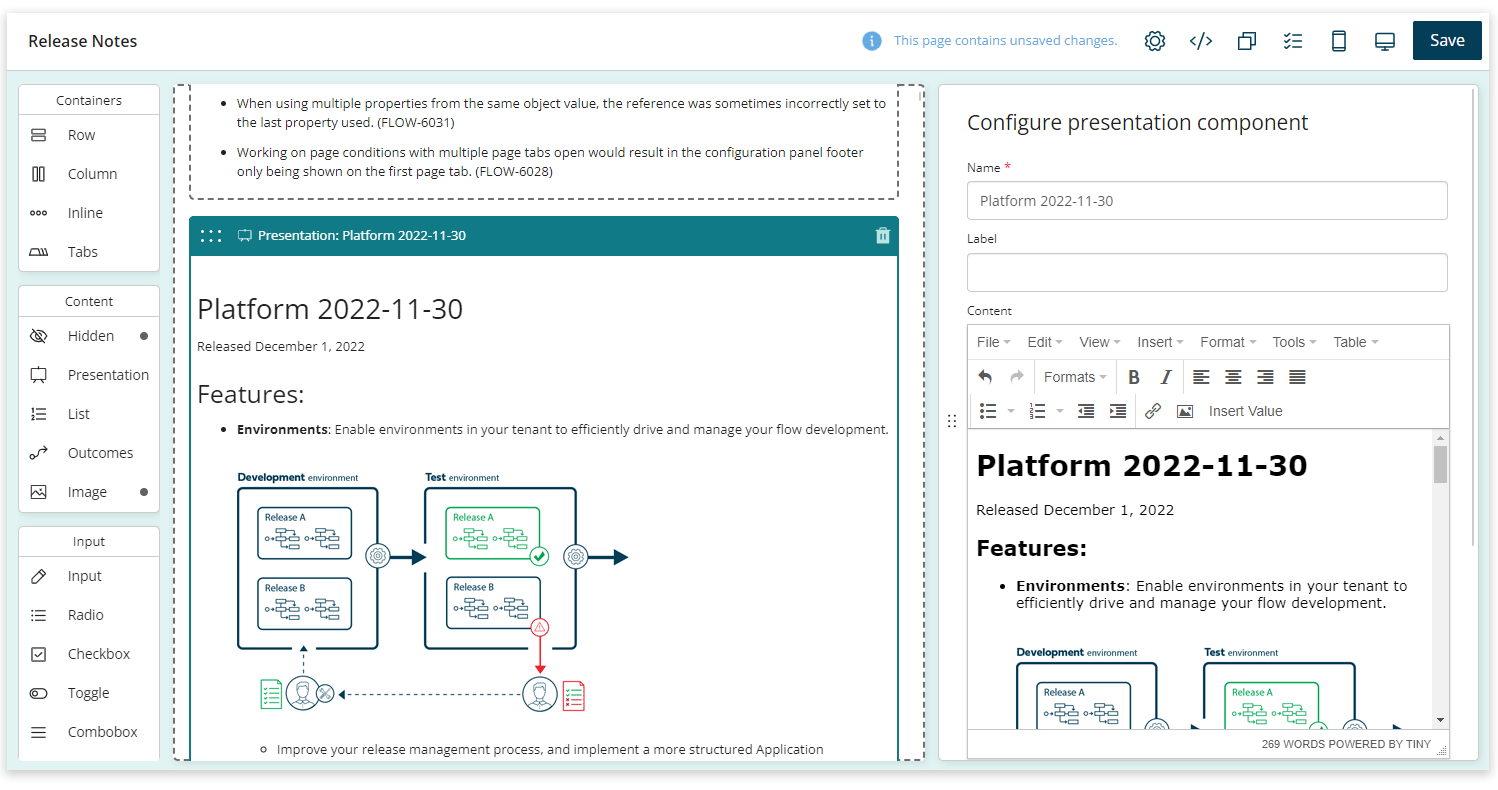 Release Notes
This page contains unsaved changes.
Save
Containers
Row
Column
Inline
Tabs
Content
Hidden
Presentation
List
Outcomes
Image
Input
Input
Radio
Checkbox
Toggle
Combobox
When using multiple properties from the same object value, the reference was sometimes incorrectly set to
the last property used. (FLOW-6031)
Working on page conditions with multiple page tabs open would result in the configuration panel footer
only being shown on the first page tab. (FLOW-6028)
Presentation: Platform 2022-11-30
Platform 2022-11-30
Released December 1, 2022
Features:
Environments: Enable environments in your tenant to efficiently drive and manage your flow development.
Development environment
Test environment
Release A
Release A
Release B
Release B
Improve your release management process, and implement a more structured Application
Configure presentation component
Name *
Platform 2022-11-30
Label
Content
File Edit View Insert Format Tools Table
Formats B I
Insert Value
Platform 2022-11-30
Released December 1, 2022
Features:
Environments: Enable environments in your tenant to
efficiently drive and manage your flow development.
Development environment
Test environment
Release A
Release A
269 WORDS POWERED BY TINY